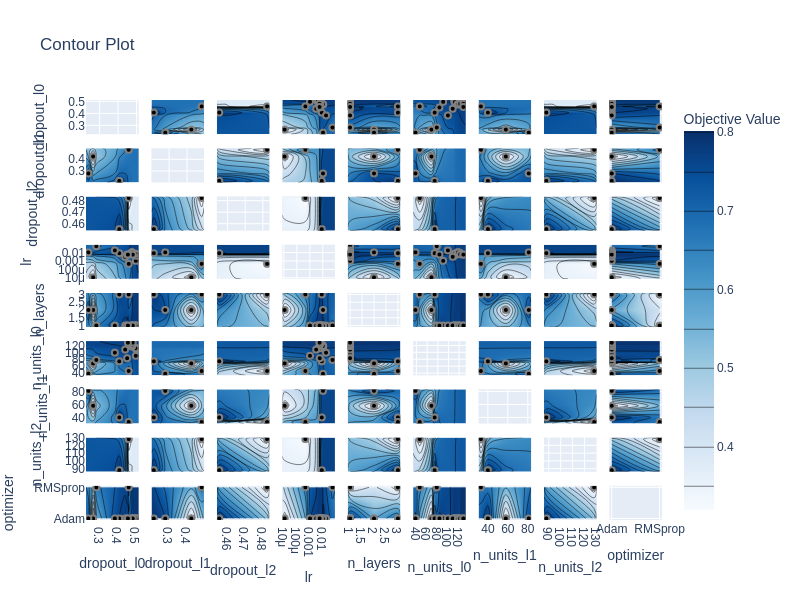 Contour Plot
Objective Value
0.8
0.7
0.6
0.5
0.4
dropout_l0
0.5
0.4
0.3
dropout_l1
0.4
0.3
dropout_l2
0.48
0.47
0.46
lr
0.01
0.001
100μ
10μ
n_layers
3
2.5
2
1.5
1
n_units_l0
120
100
80
60
40
n_units_l1
80
60
40
n_units_l2
130
120
110
100
90
optimizer
RMSprop
Adam
0.3 0.4 0.5
0.3 0.4
0.46 0.47 0.48
10μ 100μ 0.001 0.01
1 1.5 2 2.5 3
40 60 80 100 120
40 60 80
90 100 110 120 130
Adam RMSprop
dropout_l0 dropout_l1 dropout_l2 lr n_layers n_units_l0 n_units_l1 n_units_l2 optimizer